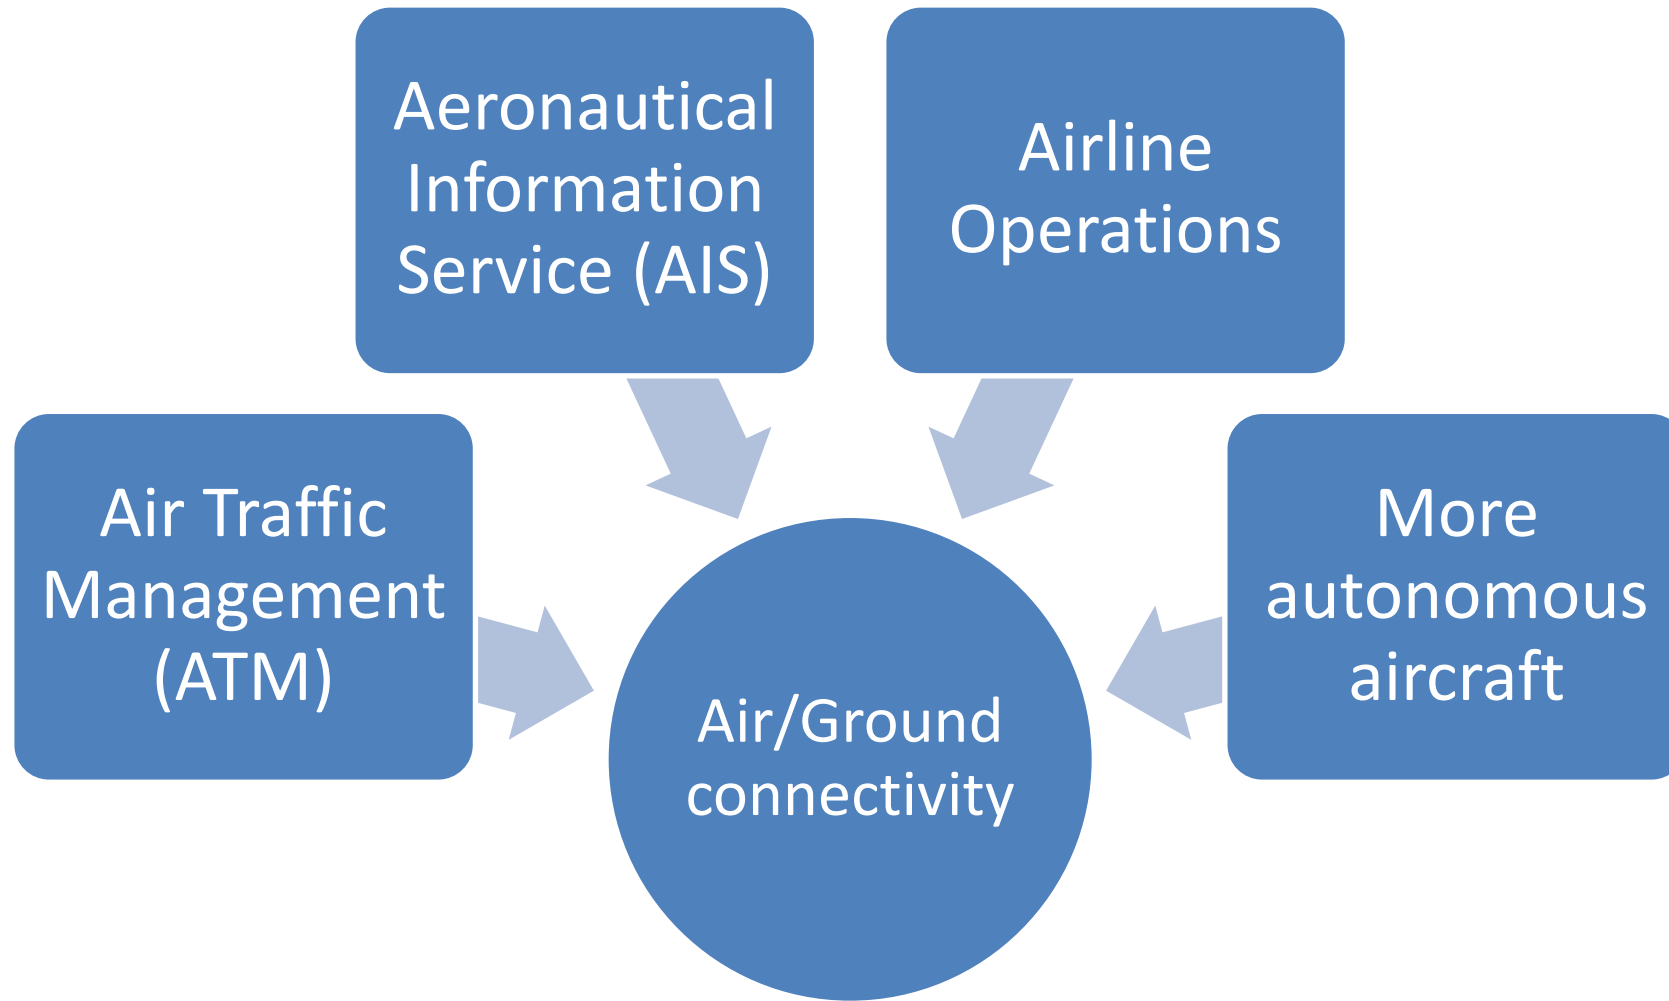 Aeronautical
Information
Service (AIS)
Airline
Operations
Air Traffic
Management
(ATM)
More
autonomous
aircraft
Air/Ground
connectivity